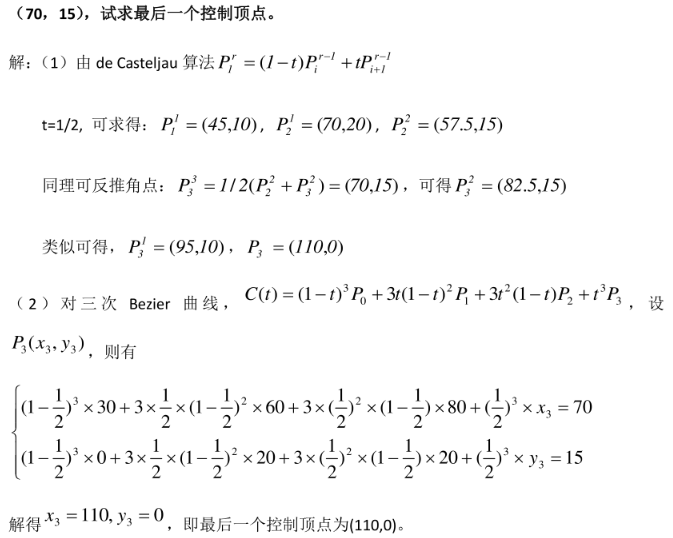 （70，15），试求最后一个控制顶点。
解：（1）由 de Casteljau 算法 P_I^r = (1-t)P_i^{r-1} + tP_{i+1}^{r-1}
t=1/2, 可求得： P_1^1 = (45,10)， P_2^1 = (70,20)， P_2^2 = (57.5,15)
同理可反推角点： P_3^3 = 1/2(P_2^2 + P_3^2) = (70,15)，可得 P_3^2 = (82.5,15)
类似可得， P_3^1 = (95,10)， P_3 = (110,0)
（2）对三次 Bezier 曲线， C(t) = (1-t)^3 P_0 + 3t(1-t)^2 P_1 + 3t^2(1-t)P_2 + t^3 P_3 ，设
P_3(x_3, y_3)，则有
{ (1-1/2)^3 × 30 + 3 × 1/2 × (1-1/2)^2 × 60 + 3 × (1/2)^2 × (1-1/2) × 80 + (1/2)^3 × x_3 = 70
(1-1/2)^3 × 0 + 3 × 1/2 × (1-1/2)^2 × 20 + 3 × (1/2)^2 × (1-1/2) × 20 + (1/2)^3 × y_3 = 15
解得 x_3 = 110, y_3 = 0 ，即最后一个控制顶点为(110,0)。